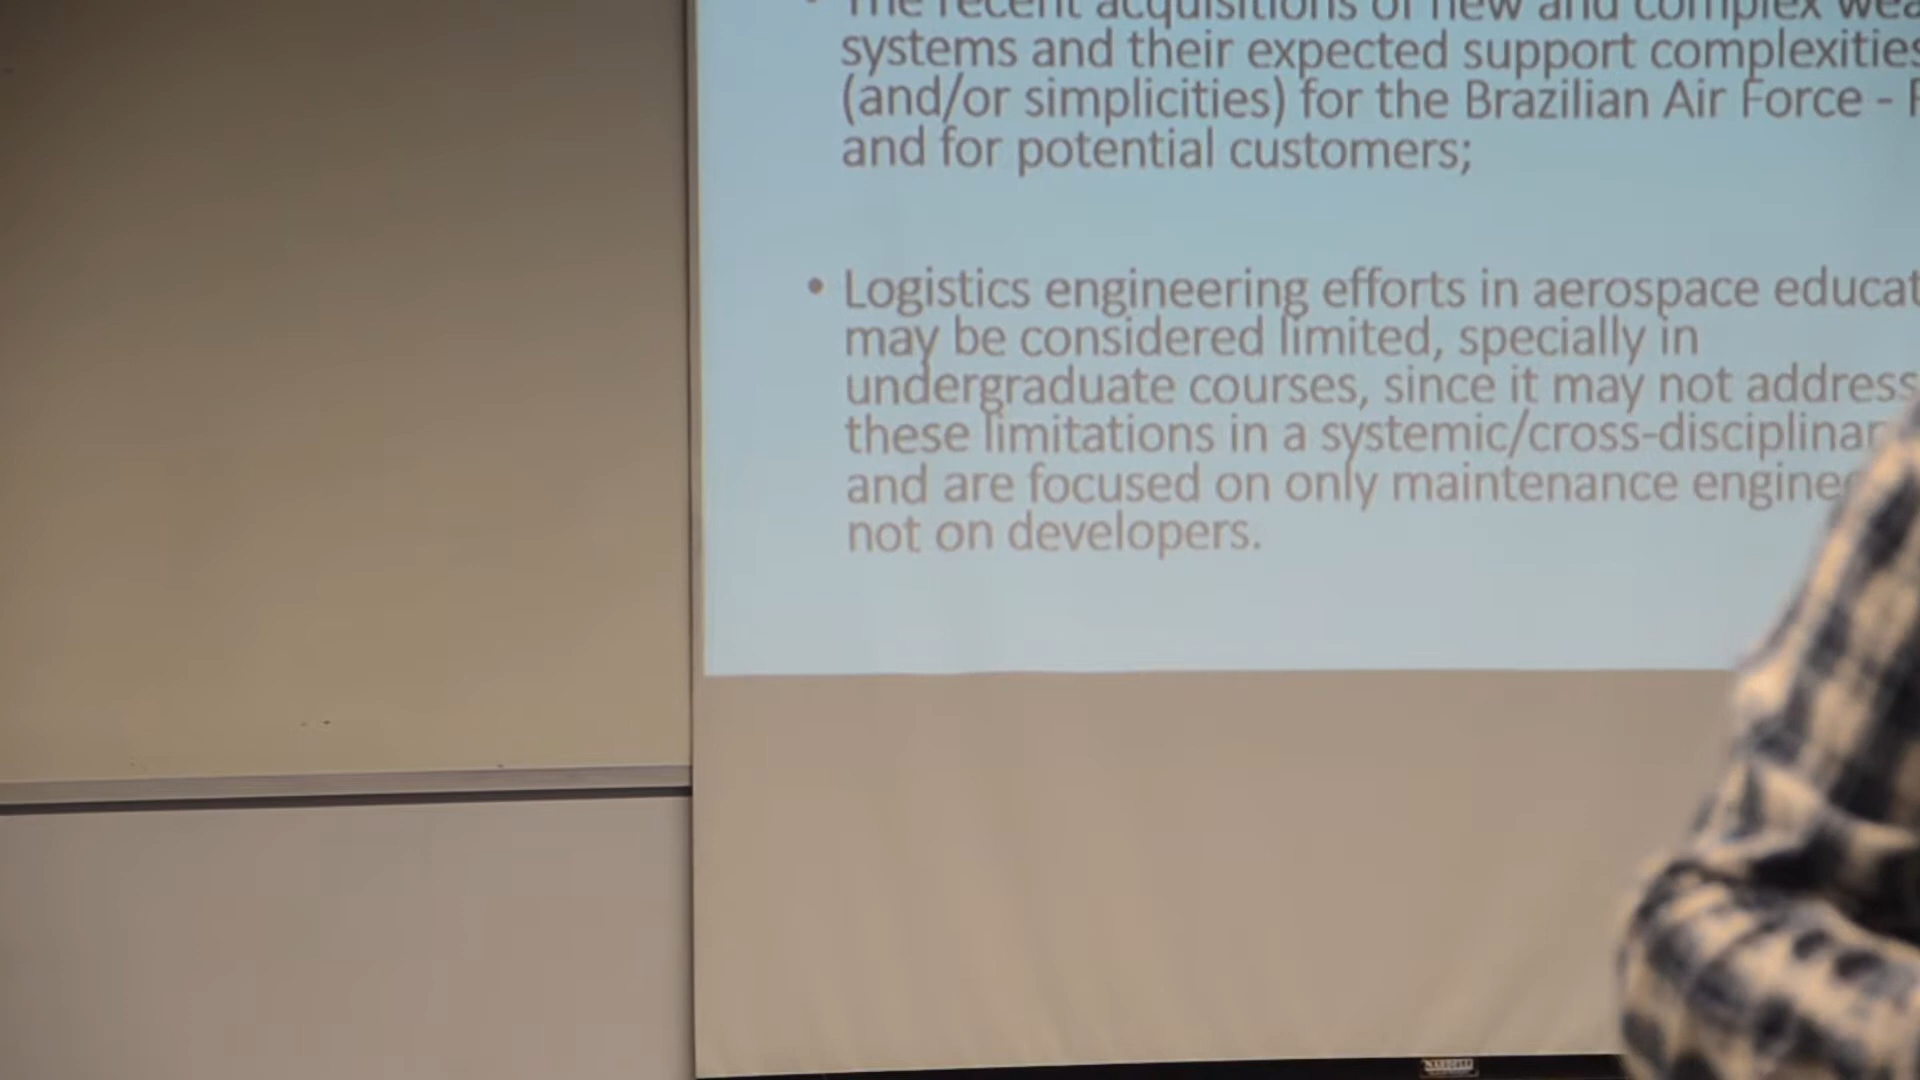 The recent acquisitions of new and complex
systems and their expected support complexities
(and/or simplicities) for the Brazilian Air Force -
and for potential customers;
• Logistics engineering efforts in aerospace
may be considered limited, specially in
undergraduate courses, since it may not address
these limitations in a systemic/cross-disciplinar
and are focused on only maintenance
not on developers.